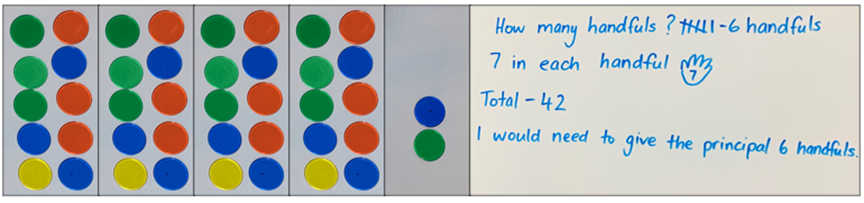 How many handfuls ? 卌| - 6 handfuls
7 in each handful 7
Total - 42
I would need to give the principal 6 handfuls.